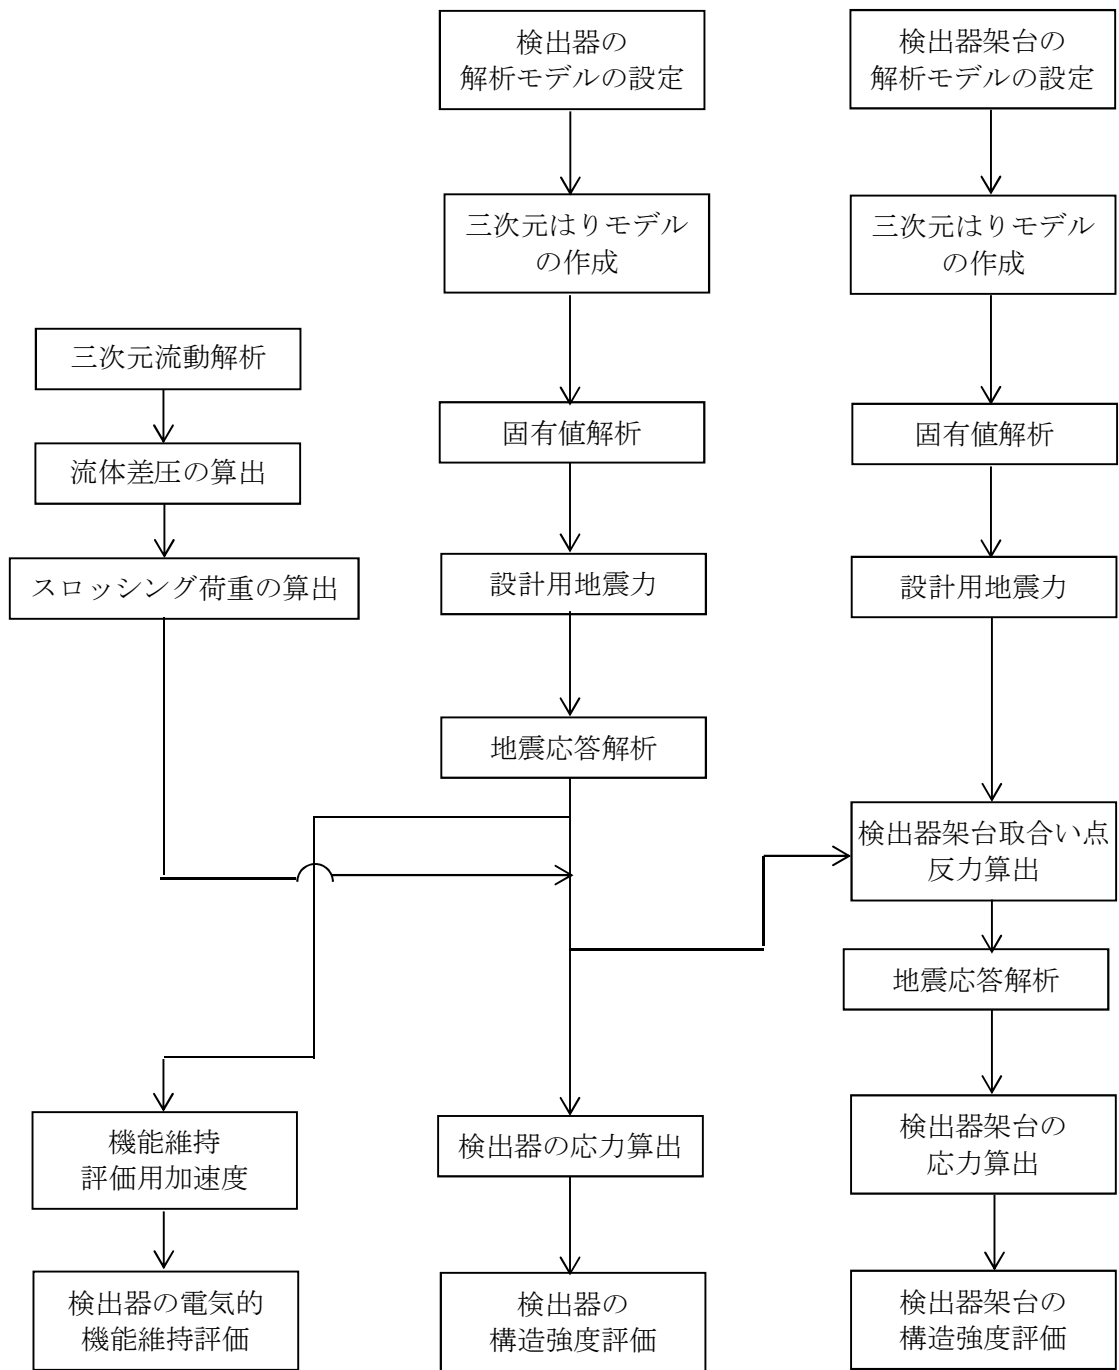 検出器の
解析モデルの設定
検出器架台の
解析モデルの設定
三次元はりモデル
の作成
三次元はりモデル
の作成
三次元流動解析
固有値解析
固有値解析
流体差圧の算出
スロッシング荷重の算出
設計用地震力
設計用地震力
地震応答解析
検出器架台取合い点
反力算出
地震応答解析
機能維持
評価用加速度
検出器の応力算出
検出器架台の
応力算出
検出器の電気的
機能維持評価
検出器の
構造強度評価
検出器架台の
構造強度評価